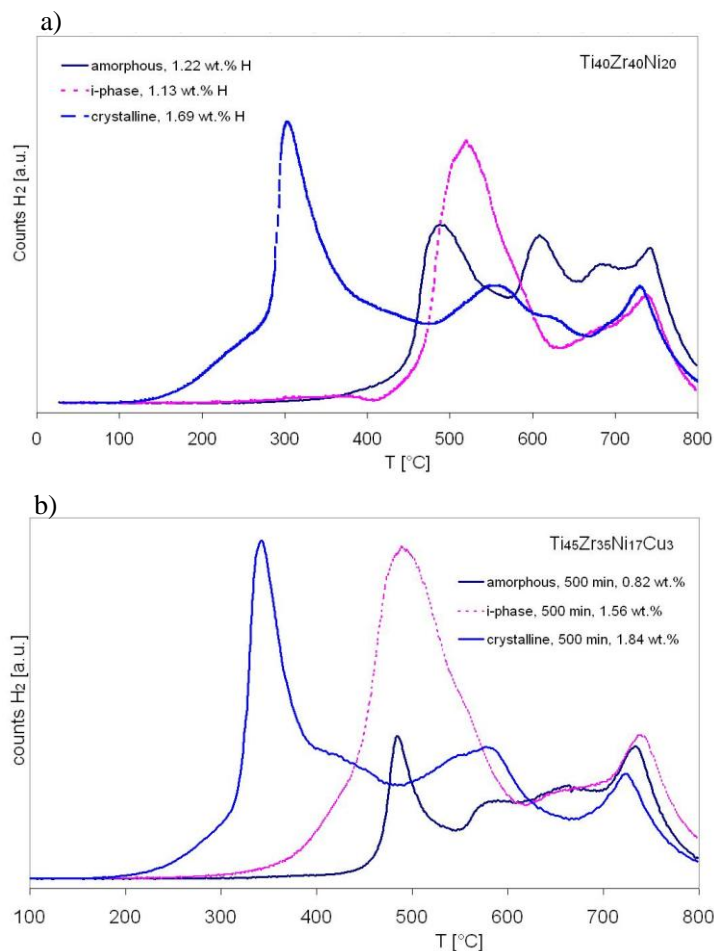 a)
Ti40Zr40Ni20
amorphous, 1.22 wt.% H
i-phase, 1.13 wt.% H
crystalline, 1.69 wt.% H
Counts H2 [a.u.]
0 100 200 300 400 500 600 700 800
T [°C]
b)
Ti45Zr35Ni17Cu3
amorphous, 500 min, 0.82 wt.%
i-phase, 500 min, 1.56 wt.%
crystalline, 500 min, 1.84 wt.%
counts H2 [a.u.]
100 200 300 400 500 600 700 800
T [°C]